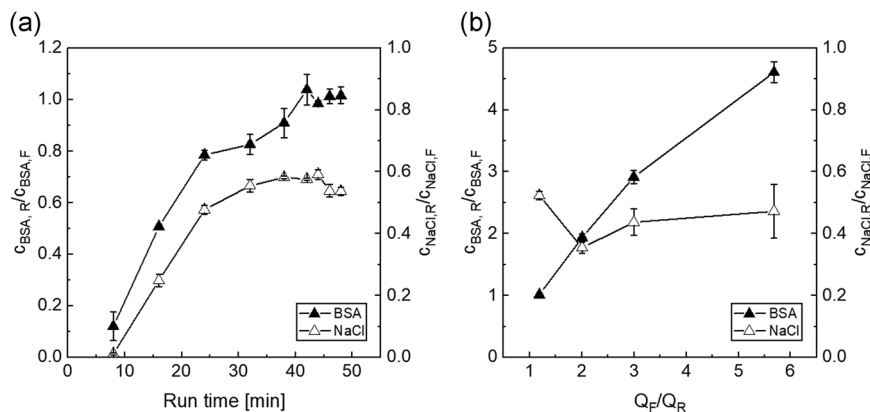 (a)
1.2
1.0
0.8
0.6
0.4
0.2
0.0
c_BSA, R/c_BSA,F
1.0
0.8
0.6
0.4
0.2
0.0
c_NaCl,R/c_NaCl,F
BSA
NaCl
0 10 20 30 40 50
Run time [min]
(b)
5
4
3
2
1
0
c_BSA, R/c_BSA,F
1.0
0.8
0.6
0.4
0.2
0.0
c_NaCl,R/c_NaCl,F
BSA
NaCl
1 2 3 4 5 6
Q_F/Q_R